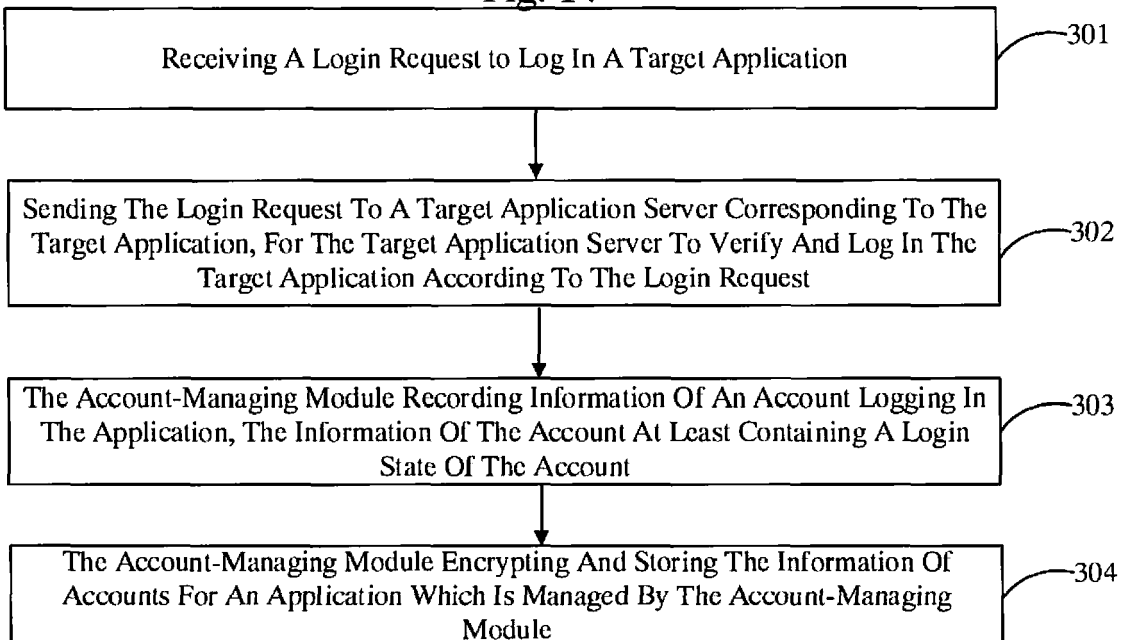 Receiving A Login Request to Log In A Target Application
301
Sending The Login Request To A Target Application Server Corresponding To The
Target Application, For The Target Application Server To Verify And Log In The
Target Application According To The Login Request
302
The Account-Managing Module Recording Information Of An Account Logging In
The Application, The Information Of The Account At Least Containing A Login
State Of The Account
303
The Account-Managing Module Encrypting And Storing The Information Of
Accounts For An Application Which Is Managed By The Account-Managing
Module
304